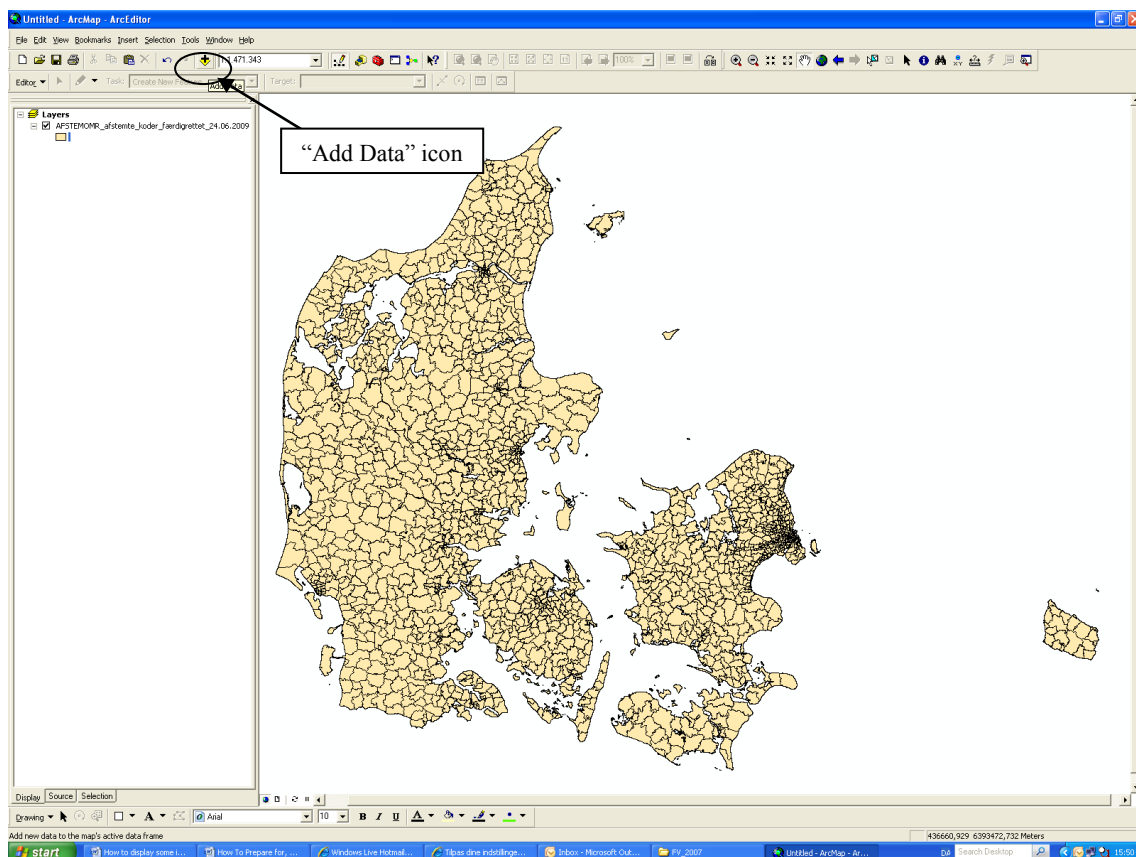 Untitled - ArcMap - ArcEditor
File Edit View Bookmarks Insert Selection Tools Window Help
471.343
100%
Editor Task: Create New Target:
Layers
AFSTEMOMR_afstemte_koder_færdigrettet_24.06.2009
“Add Data” icon
Display Source Selection
Drawing A Arial 10 B I U A
Add new data to the map's active data frame
436660,929 6393472,732 Meters
start How to display some i... How To Prepare for, ... Windows Live Hotmail... Tilpas dine indstillinge... Inbox - Microsoft Out... FV_2007 Untitled - ArcMap - Ar... DA Search Desktop 15:50